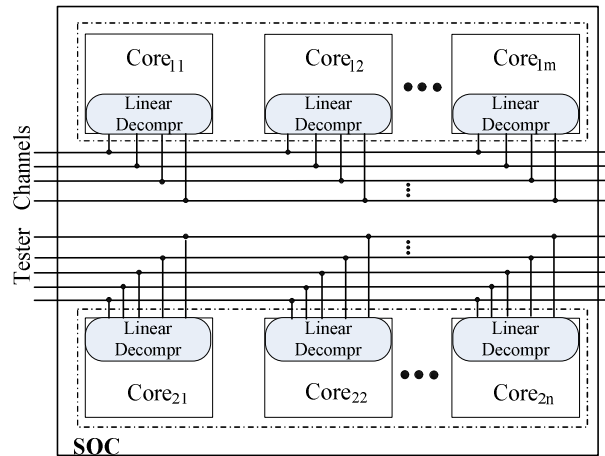 Core11 Core12 Core1m
Linear Decompr
Linear Decompr
Linear Decompr
Tester Channels
Linear Decompr
Linear Decompr
Linear Decompr
Core21 Core22 Core2n
SOC